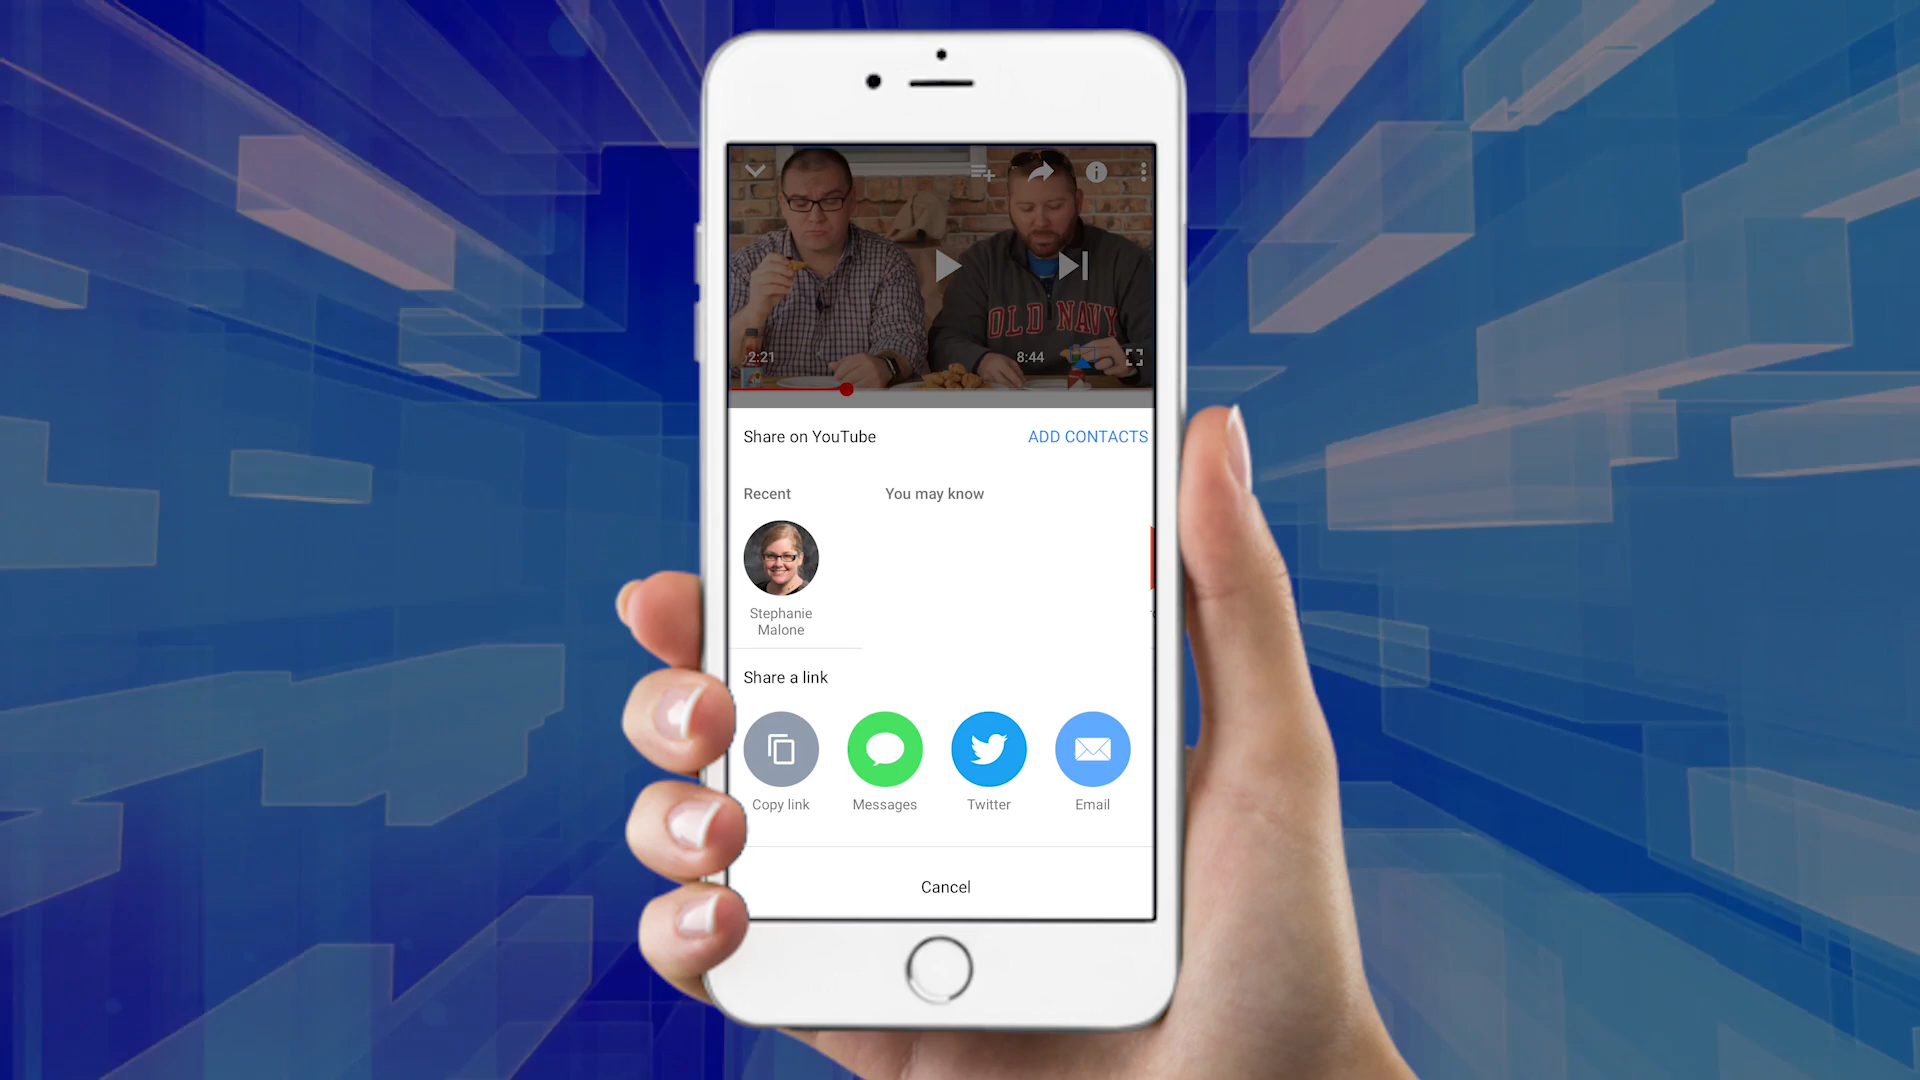 OLD NAVY
2:21
8:44
Share on YouTube
ADD CONTACTS
Recent
You may know
Stephanie
Malone
Share a link
Copy link
Messages
Twitter
Email
Cancel